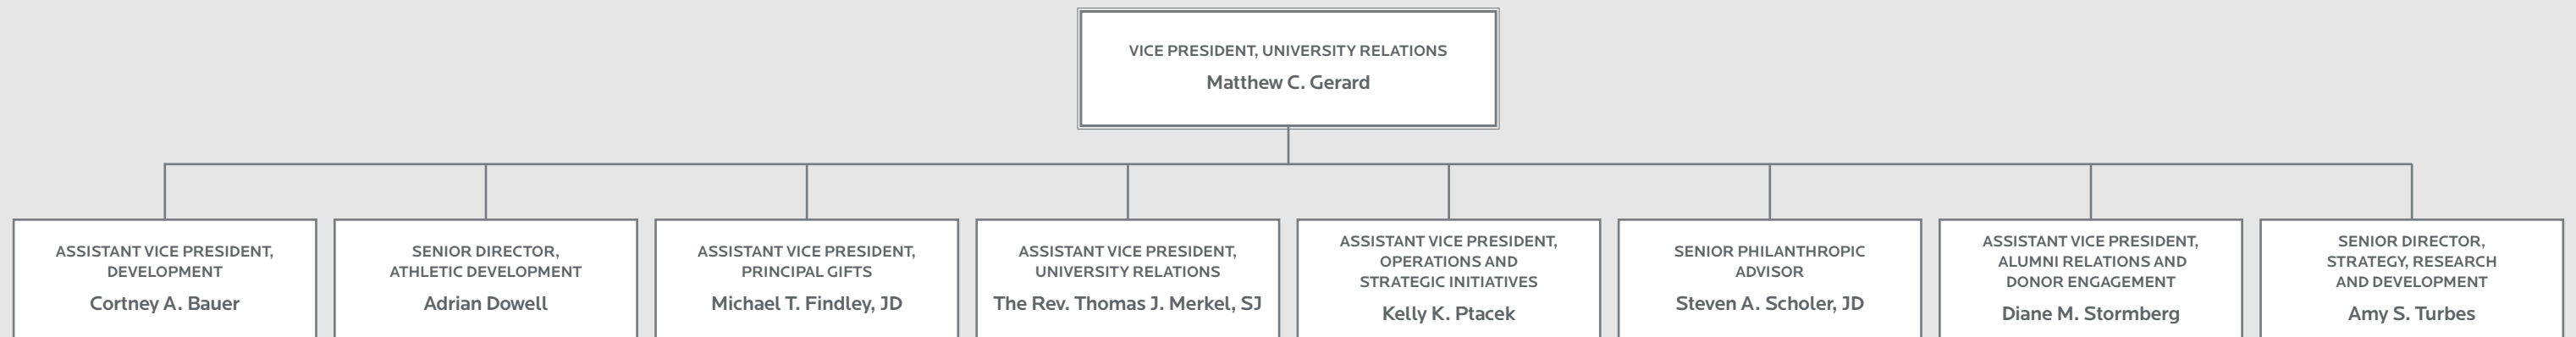 VICE PRESIDENT, UNIVERSITY RELATIONS
Matthew C. Gerard
ASSISTANT VICE PRESIDENT,
DEVELOPMENT
Cortney A. Bauer
SENIOR DIRECTOR,
ATHLETIC DEVELOPMENT
Adrian Dowell
ASSISTANT VICE PRESIDENT,
PRINCIPAL GIFTS
Michael T. Findley, JD
ASSISTANT VICE PRESIDENT,
UNIVERSITY RELATIONS
The Rev. Thomas J. Merkel, SJ
ASSISTANT VICE PRESIDENT,
OPERATIONS AND
STRATEGIC INITIATIVES
Kelly K. Ptacek
SENIOR PHILANTHROPIC
ADVISOR
Steven A. Scholer, JD
ASSISTANT VICE PRESIDENT,
ALUMNI RELATIONS AND
DONOR ENGAGEMENT
Diane M. Stormberg
SENIOR DIRECTOR,
STRATEGY, RESEARCH
AND DEVELOPMENT
Amy S. Turbes